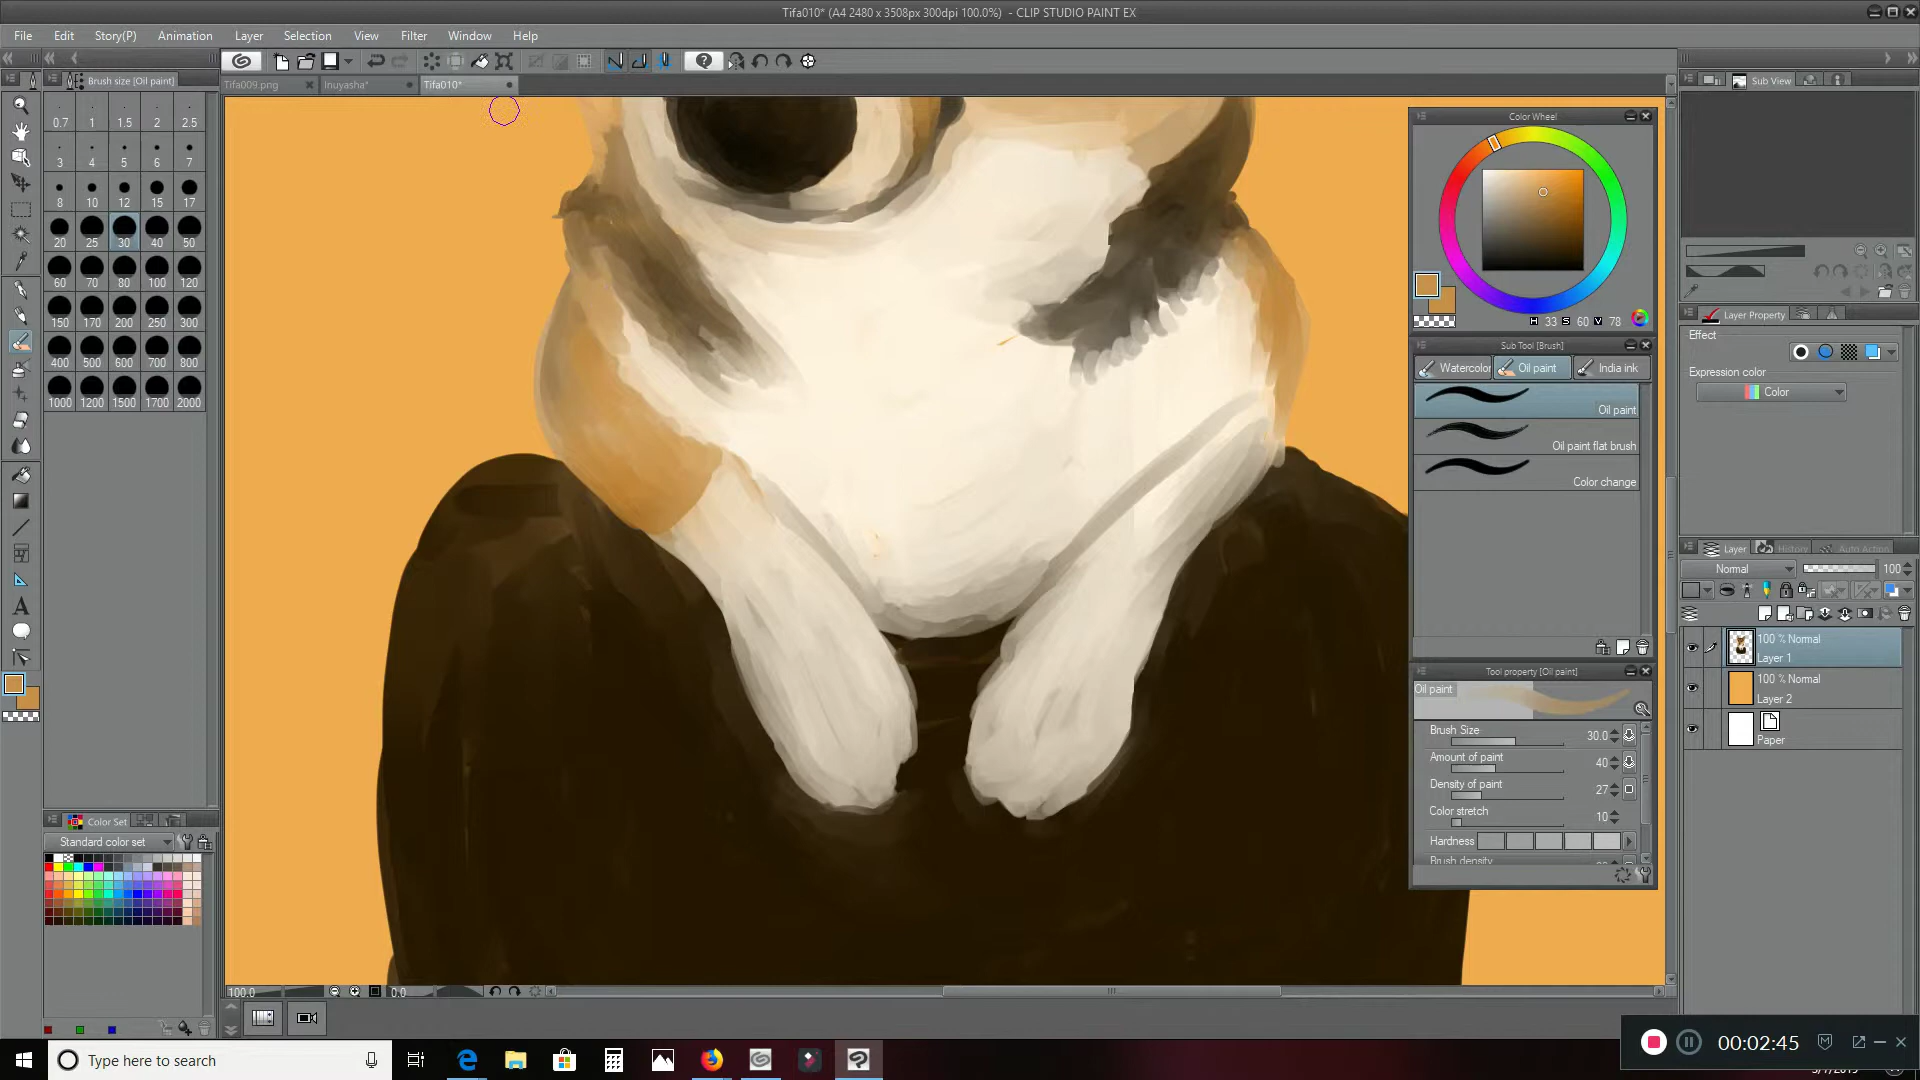 Tifa010* (A4 2480 x 3508px 300dpi 100.0%) - CLIP STUDIO PAINT EX
File Edit Story(P) Animation Layer Selection Filter View Window Help
Brush size [Oil paint]
Tifa009.png Inuyasha* Tifa010*
0.7 1 1.5 2 2.5
3 4 5 6 7
8 10 12 15 17
20 25 30 40 50
60 70 80 100 120
150 170 200 250 300
400 500 600 700 800
1000 1200 1500 1700 2000
Color Set
Standard color set
100.0 0.0
Color Wheel
H 33 S 60 V 78
Sub Tool [Brush]
Watercolor Oil paint India ink
Oil paint
Oil paint flat brush
Color change
Tool property [Oil paint]
Oil paint
Brush Size 30.0
Amount of paint 40
Density of paint 27
Color stretch 10
Hardness
Brush density
Sub View
Layer Property
Effect
Expression color
Color
Layer History Auto Action
Normal 100
100 % Normal
Layer 1
100 % Normal
Layer 2
Paper
Type here to search
00:02:45